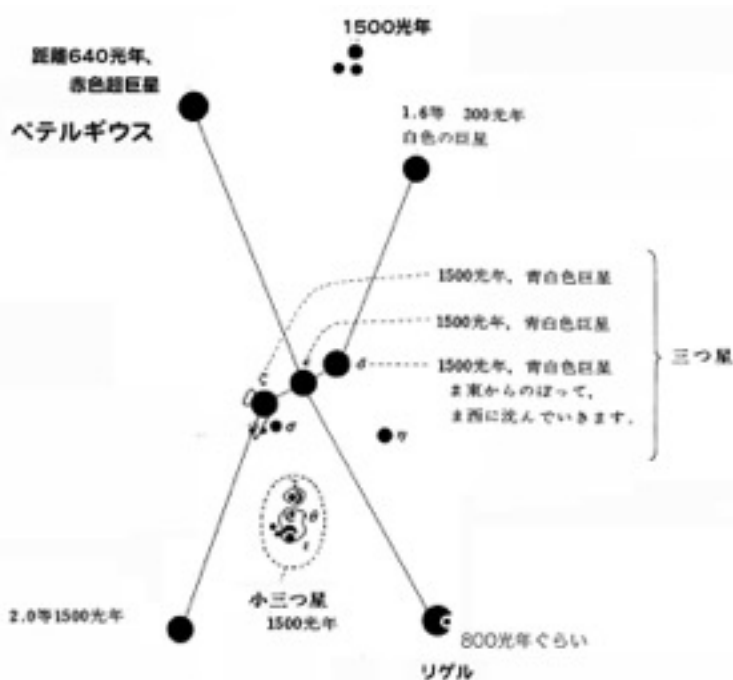 1500光年
距離640光年、
赤色超巨星
ベテルギウス
1.6等 300光年
白色の巨星
1500光年，青白色巨星
1500光年，青白色巨星
1500光年，青白色巨星
ま東からのぼって，
ま西に沈んでいきます．
三つ星
ζ
δ
σ
η
θ
ι
小三つ星
1500光年
2.0等1500光年
800光年ぐらい
リゲル